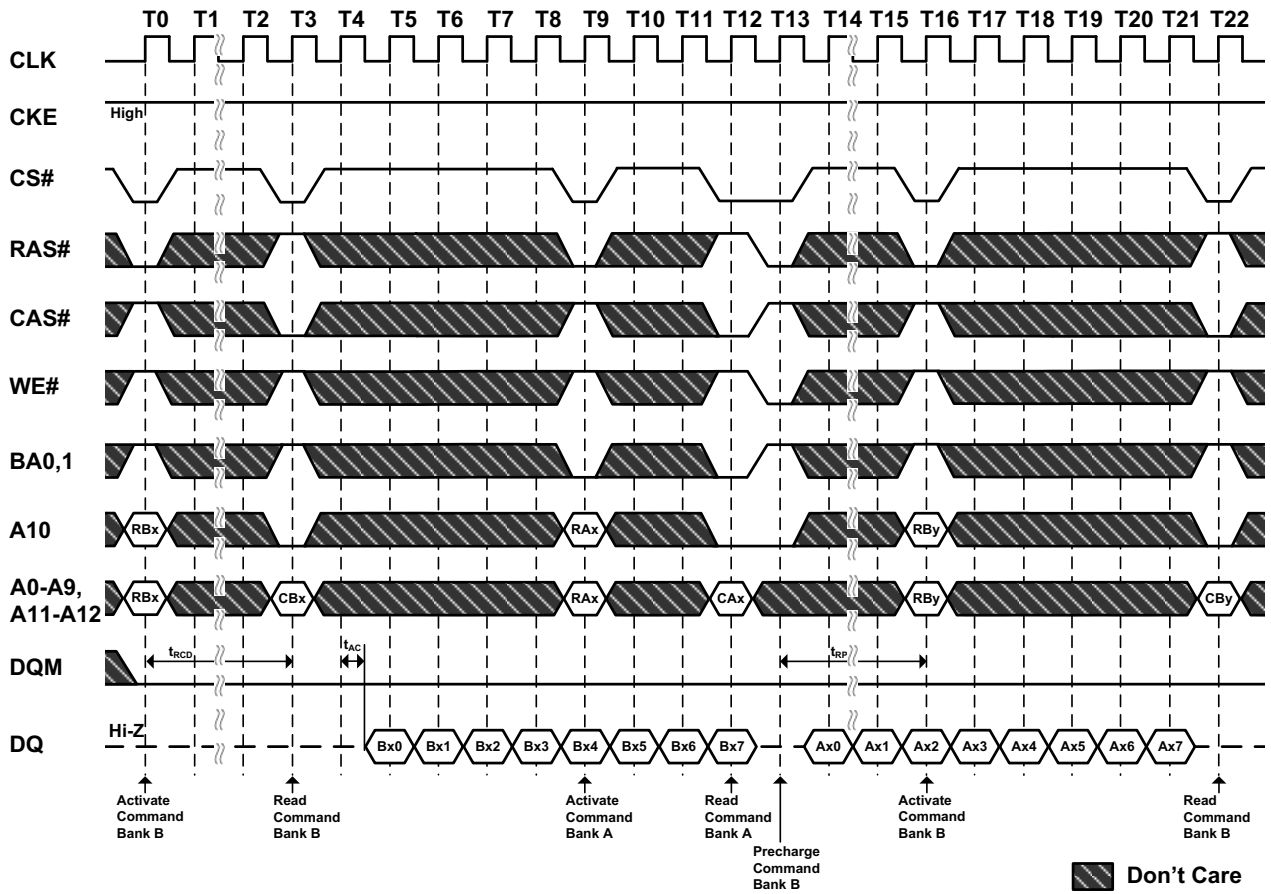 T0 T1 T2 T3 T4 T5 T6 T7 T8 T9 T10 T11 T12 T13 T14 T15 T16 T17 T18 T19 T20 T21 T22
CLK
CKE High
CS#
RAS#
CAS#
WE#
BA0,1
A10 RBx RAx RBy
A0-A9,
A11-A12 RBx CBx RAx CAx RBy CBy
DQM tRCD tAC tRP
DQ Hi-Z Bx0 Bx1 Bx2 Bx3 Bx4 Bx5 Bx6 Bx7 Ax0 Ax1 Ax2 Ax3 Ax4 Ax5 Ax6 Ax7
Activate
Command
Bank B
Read
Command
Bank B
Activate
Command
Bank A
Read
Command
Bank A
Precharge
Command
Bank B
Activate
Command
Bank B
Read
Command
Bank B
Don't Care